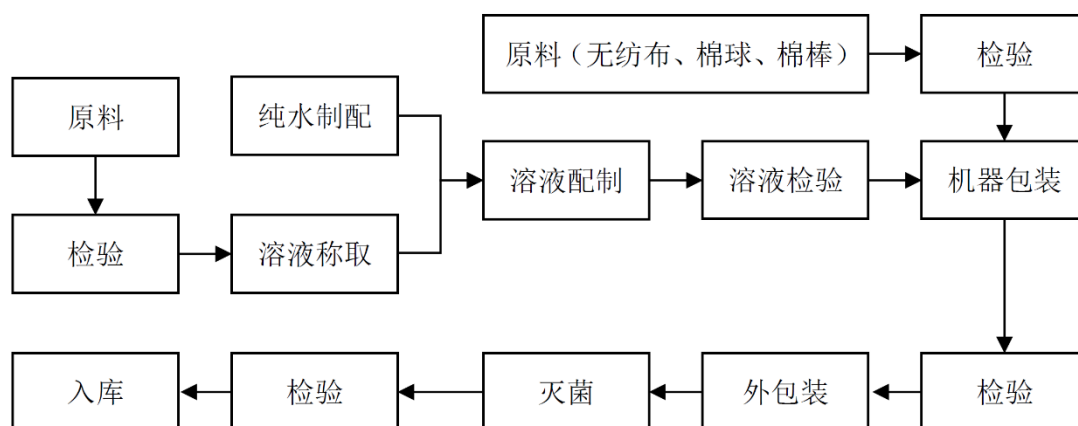 原料（无纺布、棉球、棉棒）
检验
原料
纯水制配
溶液配制
溶液检验
机器包装
检验
溶液称取
入库
检验
灭菌
外包装
检验